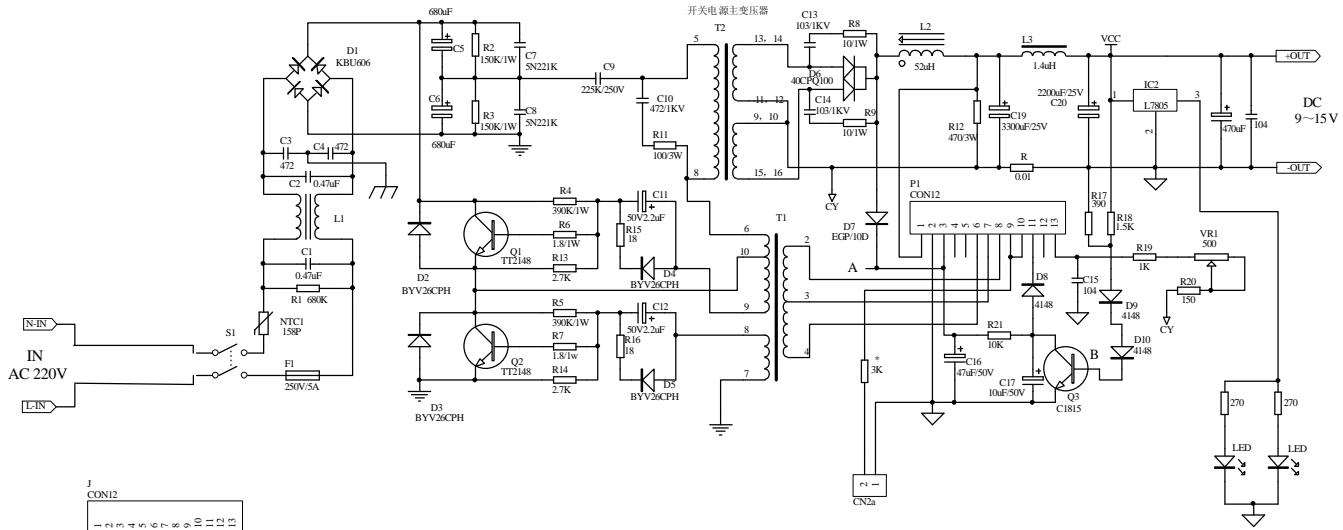 680uF
开关电源主变压器
T2
C13
103/1KV
R8
10/1W
L2
52uH
L3
1.4uH
VCC
+OUT
D1
KBU606
C5
R2
150K/1W
C7
5N221K
C9
225K/250V
5
13，14
D6
40CPQ100
C6
R3
150K/1W
C8
5N221K
680uF
C10
472/1KV
R11
100/3W
8
11，12
9，10
15，16
C14
103/1KV
R9
10/1W
R12
470/3W
C19
3300uF/25V
2200uF/25V
C20
1
IC2
L7805
2
3
470uF
104
DC
9～15V
-OUT
R
0.01
C3
472
C4
472
C2
0.47uF
L1
C1
0.47uF
R1 680K
NTC1
158P
N-IN
IN
AC 220V
L-IN
S1
F1
250V/5A
D2
BYV26CPH
Q1
TT2148
R4
390K/1W
R6
1.8/1W
R13
2.7K
C11
50V2.2uF
R15
18
D4
BYV26CPH
D3
BYV26CPH
Q2
TT2148
R5
390K/1W
R7
1.8/1w
R14
2.7K
C12
50V2.2uF
R16
18
D5
BYV26CPH
T1
6
10
9
8
7
2
3
4
CY
D7
EGP/10D
A
P1
CON12
1 2 3 4 5 6 7 8 9 10 11 12 13
R17
390
R18
1.5K
R19
1K
VR1
500
R20
150
CY
C15
104
D8
4148
D9
4148
D10
4148
R21
10K
C16
47uF/50V
C17
10uF/50V
B
Q3
C1815
*
3K
2 1
CN2a
270
270
LED
LED
J
CON12
1 2 3 4 5 6 7 8 9 10 11 12 13